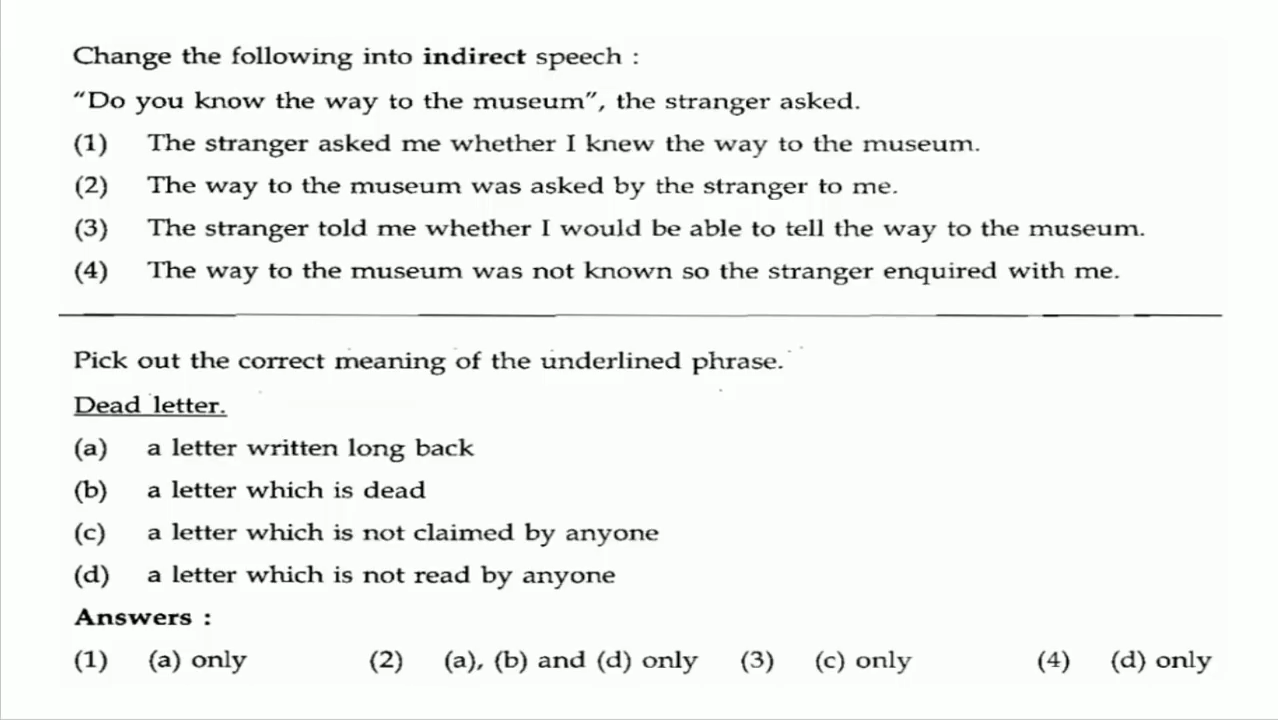 Change the following into indirect speech :
“Do you know the way to the museum”, the stranger asked.
(1) The stranger asked me whether I knew the way to the museum.
(2) The way to the museum was asked by the stranger to me.
(3) The stranger told me whether I would be able to tell the way to the museum.
(4) The way to the museum was not known so the stranger enquired with me.
Pick out the correct meaning of the underlined phrase.
Dead letter.
(a) a letter written long back
(b) a letter which is dead
(c) a letter which is not claimed by anyone
(d) a letter which is not read by anyone
Answers :
(1) (a) only (2) (a), (b) and (d) only (3) (c) only (4) (d) only